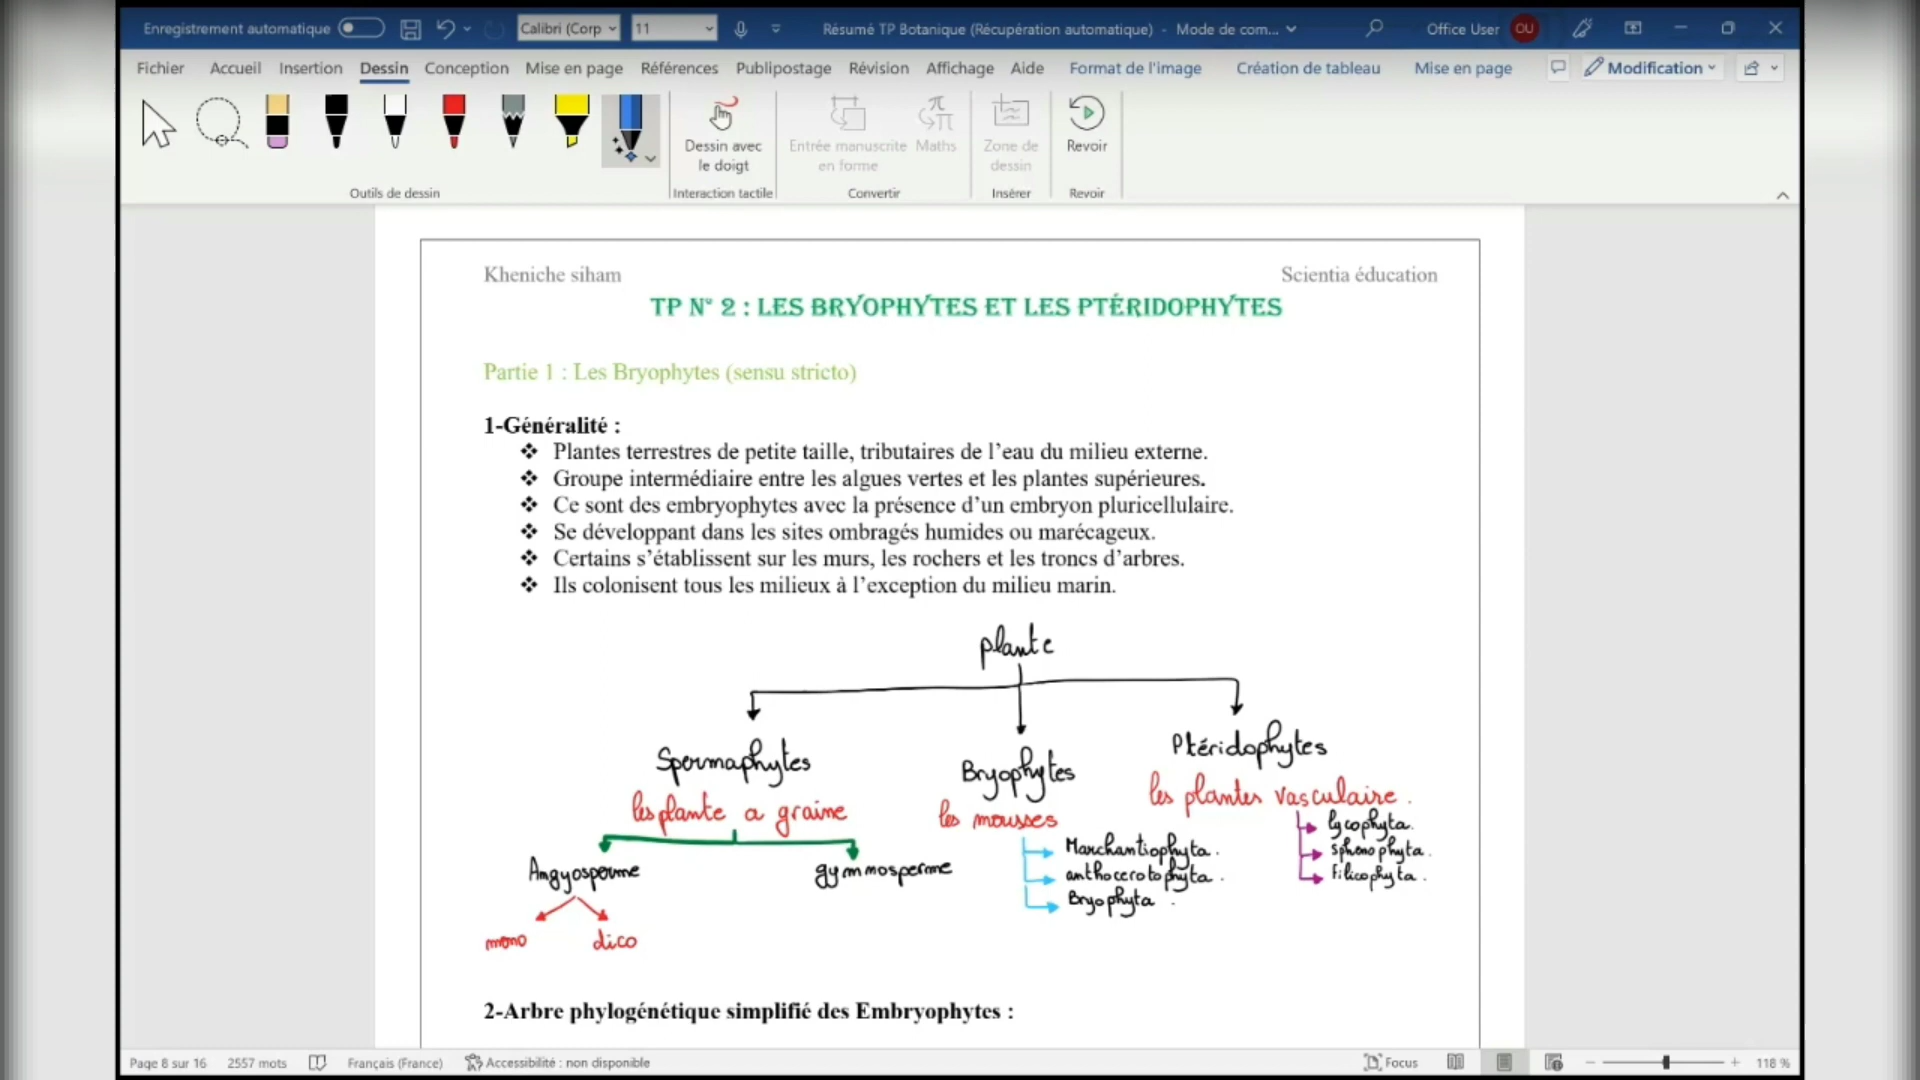 Enregistrement automatique Calibri (Corp 11 Résumé TP Botanique (Récupération automatique) - Mode de com... Office User OU
Fichier Accueil Insertion Dessin Conception Mise en page Références Publipostage Révision Affichage Aide Format de l'image Création de tableau Mise en page Modification
Dessin avec le doigt
Entrée manuscrite en forme
Maths
Zone de dessin
Revoir
Outils de dessin Interaction tactile Convertir Insérer Revoir
Kheniche siham Scientia éducation
TP N° 2 : LES BRYOPHYTES ET LES PTÉRIDOPHYTES
Partie 1 : Les Bryophytes (sensu stricto)
1-Généralité :
❖ Plantes terrestres de petite taille, tributaires de l’eau du milieu externe.
❖ Groupe intermédiaire entre les algues vertes et les plantes supérieures.
❖ Ce sont des embryophytes avec la présence d’un embryon pluricellulaire.
❖ Se développant dans les sites ombragés humides ou marécageux.
❖ Certains s’établissent sur les murs, les rochers et les troncs d’arbres.
❖ Ils colonisent tous les milieux à l’exception du milieu marin.
plante
Spermaphytes Bryophytes Ptéridophytes
les plante a graine les mousses les plantes vasculaire.
Angyosperme gymmosperme
mono dico
Marchantiophyta.
anthocerotophyta.
Bryophyta.
lycophyta.
Sphenophyta.
Filicophyta.
2-Arbre phylogénétique simplifié des Embryophytes :
Page 8 sur 16 2557 mots Français (France) Accessibilité : non disponible Focus 118 %